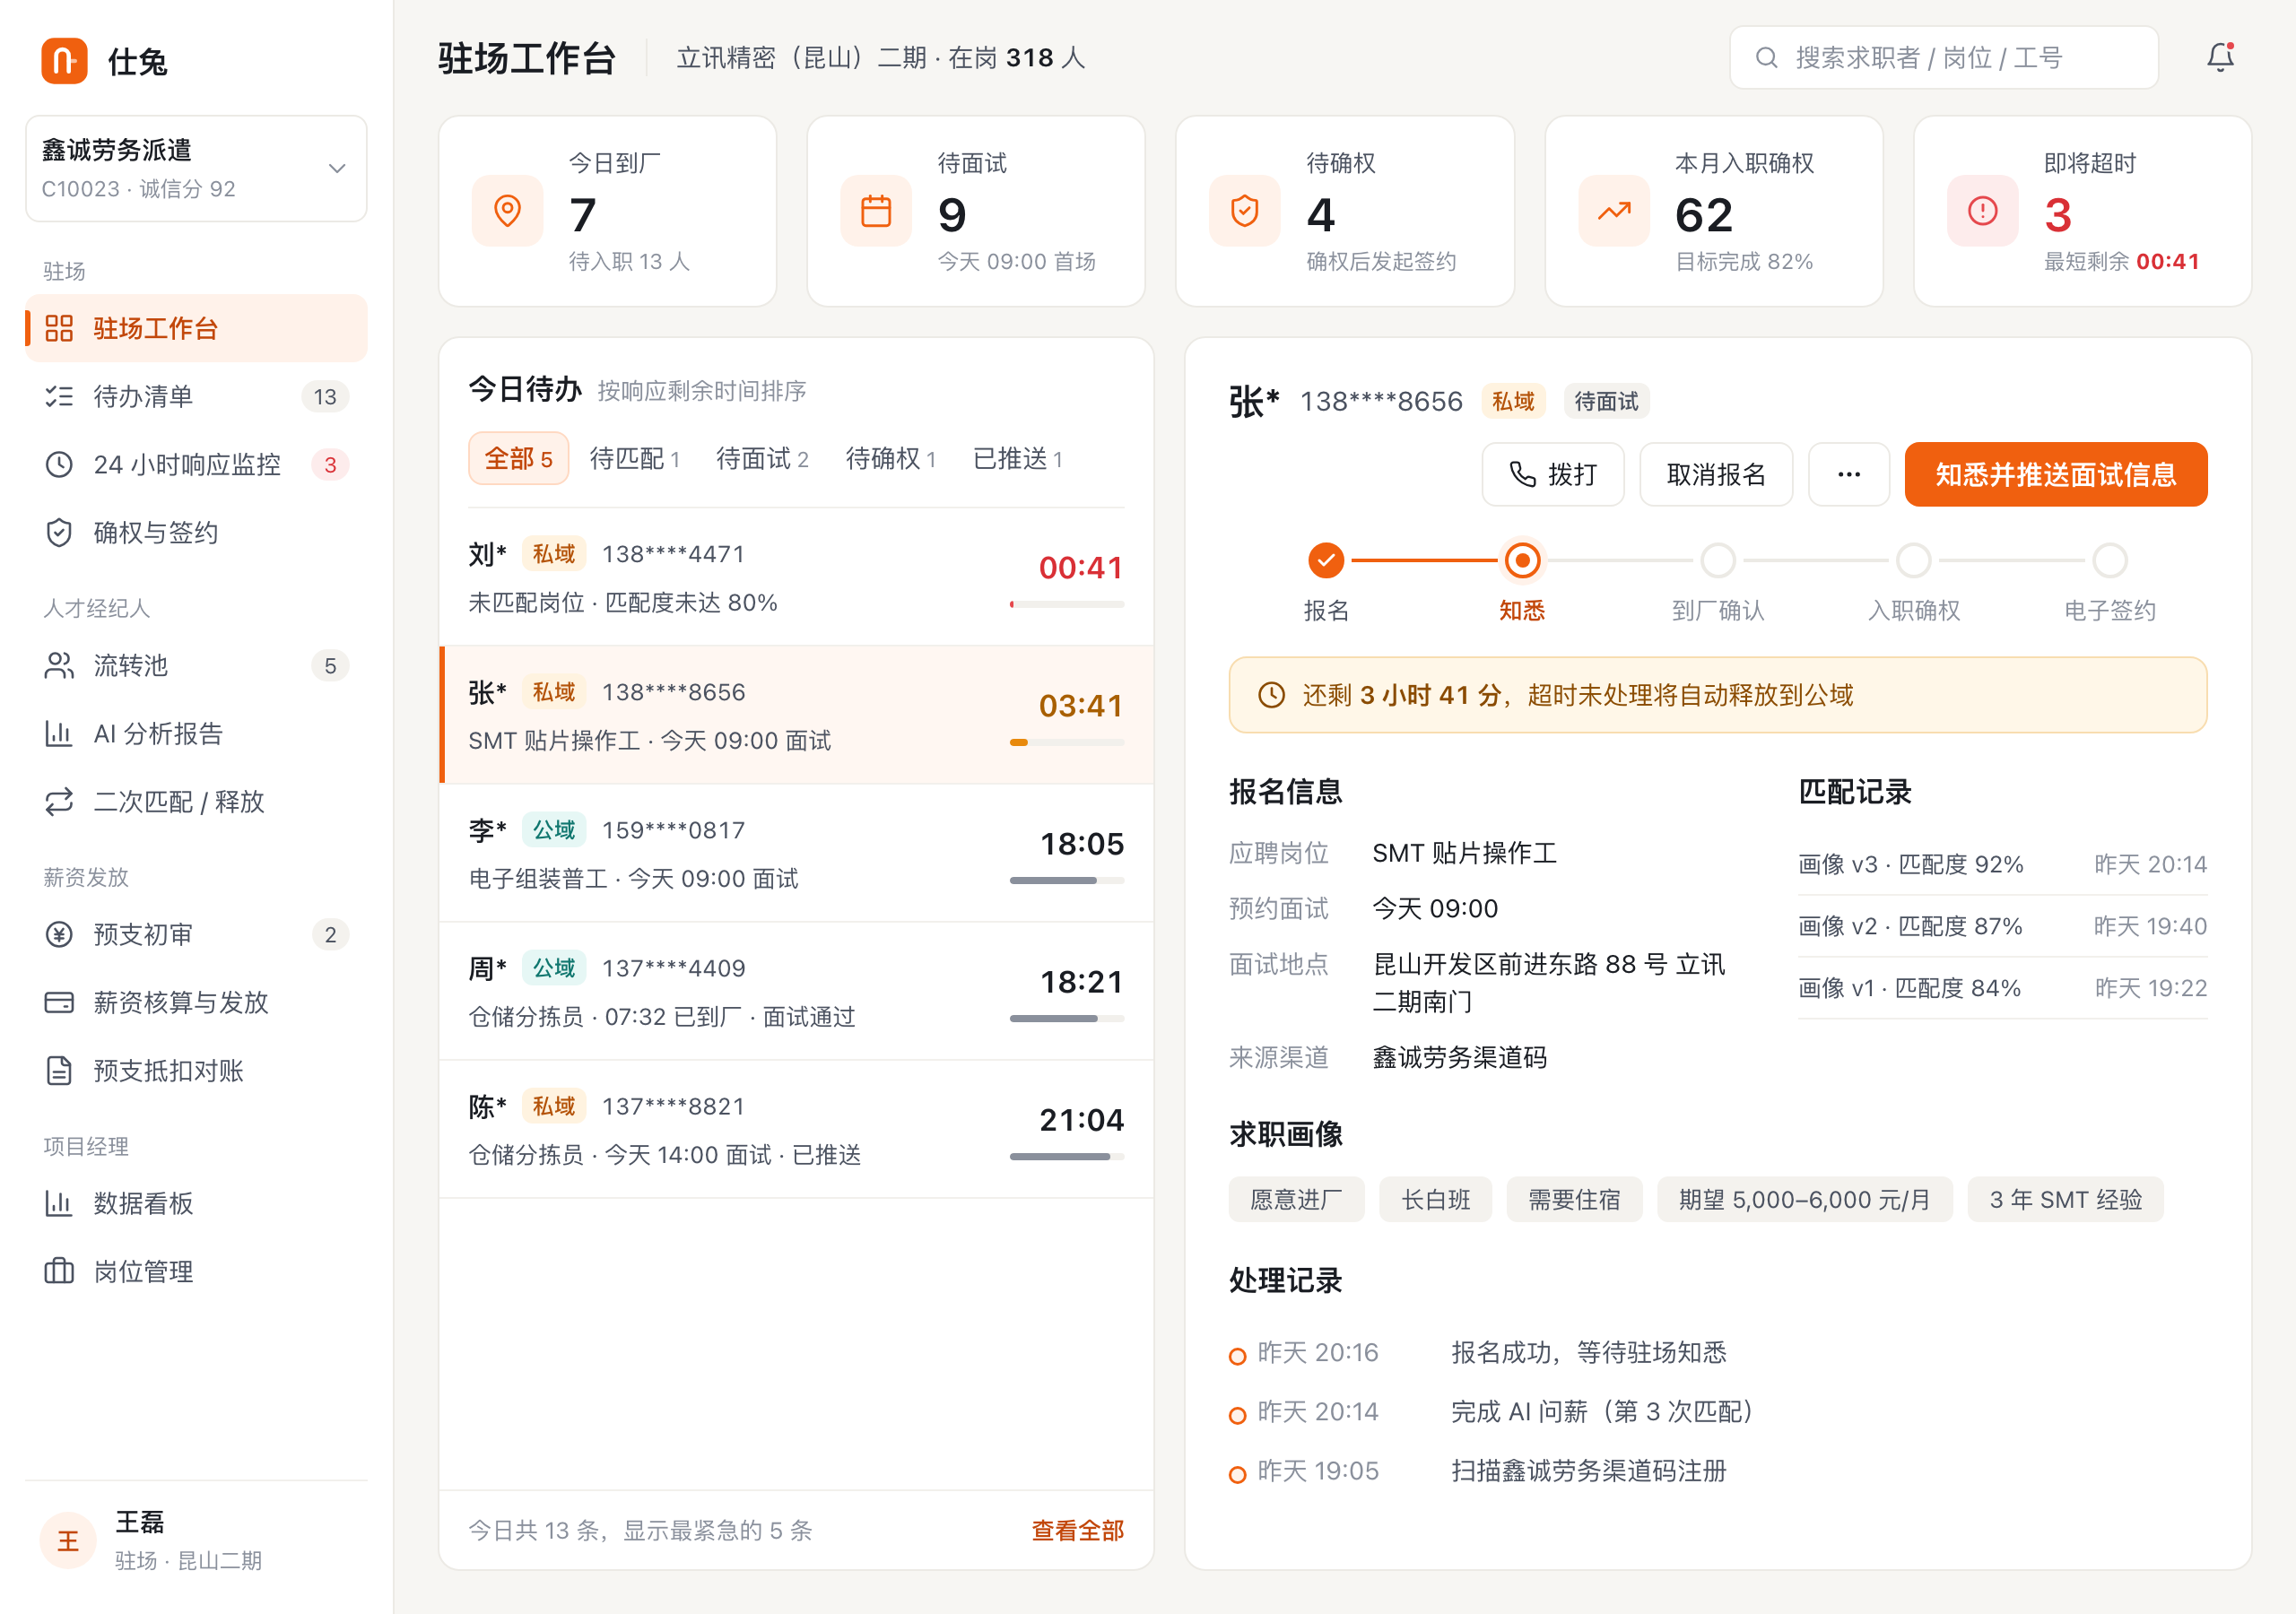 仕兔
鑫诚劳务派遣
C10023 · 诚信分 92
驻场
驻场工作台
待办清单 13
24 小时响应监控 3
确权与签约
人才经纪人
流转池 5
AI 分析报告
二次匹配 / 释放
薪资发放
预支初审 2
薪资核算与发放
预支抵扣对账
项目经理
数据看板
岗位管理
王
王磊
驻场 · 昆山二期
驻场工作台 立讯精密（昆山）二期 · 在岗 318 人
搜索求职者 / 岗位 / 工号
今日到厂
7
待入职 13 人
待面试
9
今天 09:00 首场
待确权
4
确权后发起签约
本月入职确权
62
目标完成 82%
即将超时
3
最短剩余 00:41
今日待办 按响应剩余时间排序
全部 5 待匹配 1 待面试 2 待确权 1 已推送 1
刘* 私域 138****4471
00:41
未匹配岗位 · 匹配度未达 80%
张* 私域 138****8656
03:41
SMT 贴片操作工 · 今天 09:00 面试
李* 公域 159****0817
18:05
电子组装普工 · 今天 09:00 面试
周* 公域 137****4409
18:21
仓储分拣员 · 07:32 已到厂 · 面试通过
陈* 私域 137****8821
21:04
仓储分拣员 · 今天 14:00 面试 · 已推送
今日共 13 条，显示最紧急的 5 条 查看全部
张* 138****8656 私域 待面试
拨打 取消报名 ··· 知悉并推送面试信息
报名 知悉 到厂确认 入职确权 电子签约
还剩 3 小时 41 分，超时未处理将自动释放到公域
报名信息
应聘岗位 SMT 贴片操作工
预约面试 今天 09:00
面试地点 昆山开发区前进东路 88 号 立讯
二期南门
来源渠道 鑫诚劳务渠道码
匹配记录
画像 v3 · 匹配度 92% 昨天 20:14
画像 v2 · 匹配度 87% 昨天 19:40
画像 v1 · 匹配度 84% 昨天 19:22
求职画像
愿意进厂 长白班 需要住宿 期望 5,000–6,000 元/月 3 年 SMT 经验
处理记录
昨天 20:16 报名成功，等待驻场知悉
昨天 20:14 完成 AI 问薪（第 3 次匹配）
昨天 19:05 扫描鑫诚劳务渠道码注册